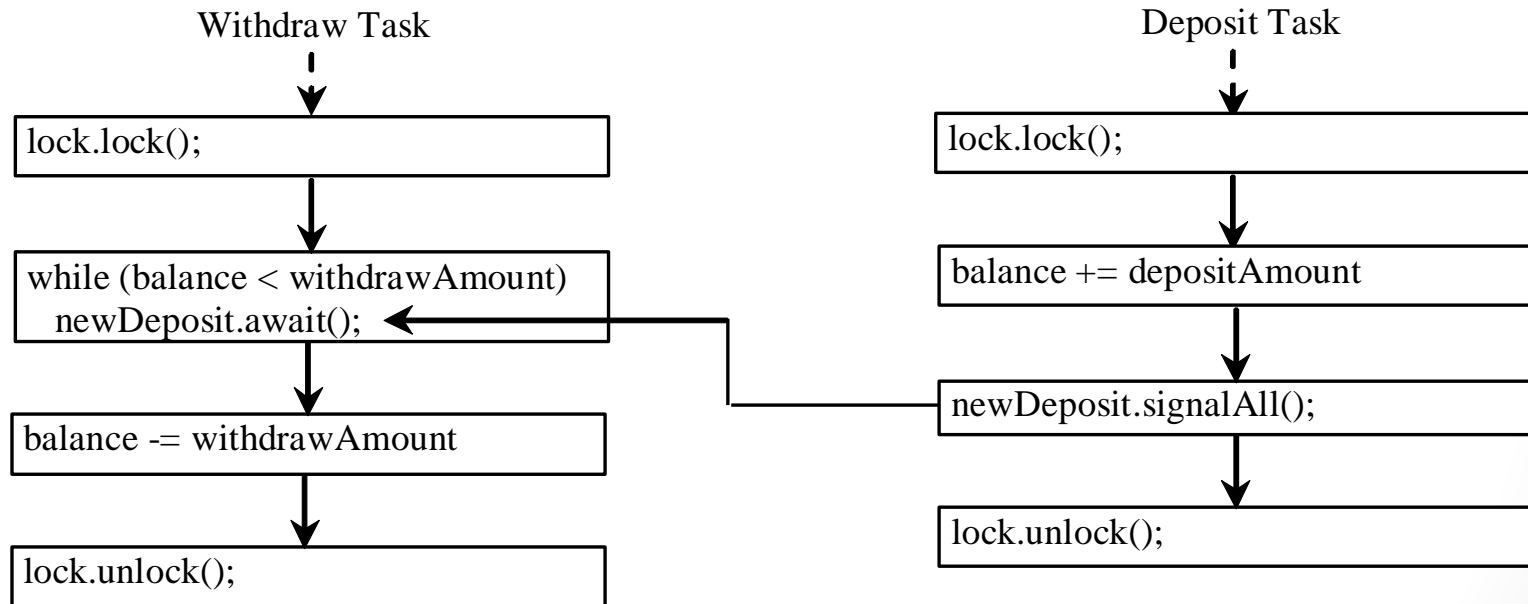 Withdraw Task
lock.lock();
while (balance < withdrawAmount)
newDeposit.await();
balance -= withdrawAmount
lock.unlock();
Deposit Task
lock.lock();
balance += depositAmount
newDeposit.signalAll();
lock.unlock();